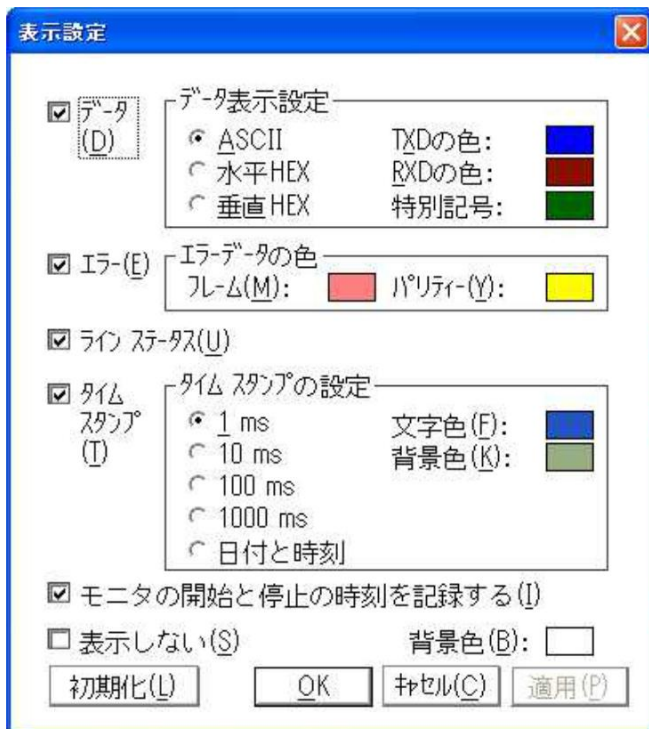 表示設定
データ
(D)
データ表示設定
ASCII
TXDの色:
水平HEX
RXDの色:
垂直HEX
特別記号:
エラー(E)
エラーデータの色
フレーム(M):
パリティー(Y):
ライン ステータス(U)
タイム
スタンプ
(T)
タイム スタンプの設定
1 ms
文字色(F):
10 ms
背景色(K):
100 ms
1000 ms
日付と時刻
モニタの開始と停止の時刻を記録する(I)
表示しない(S)
背景色(B):
初期化(L)
OK
キャセル(C)
適用(P)